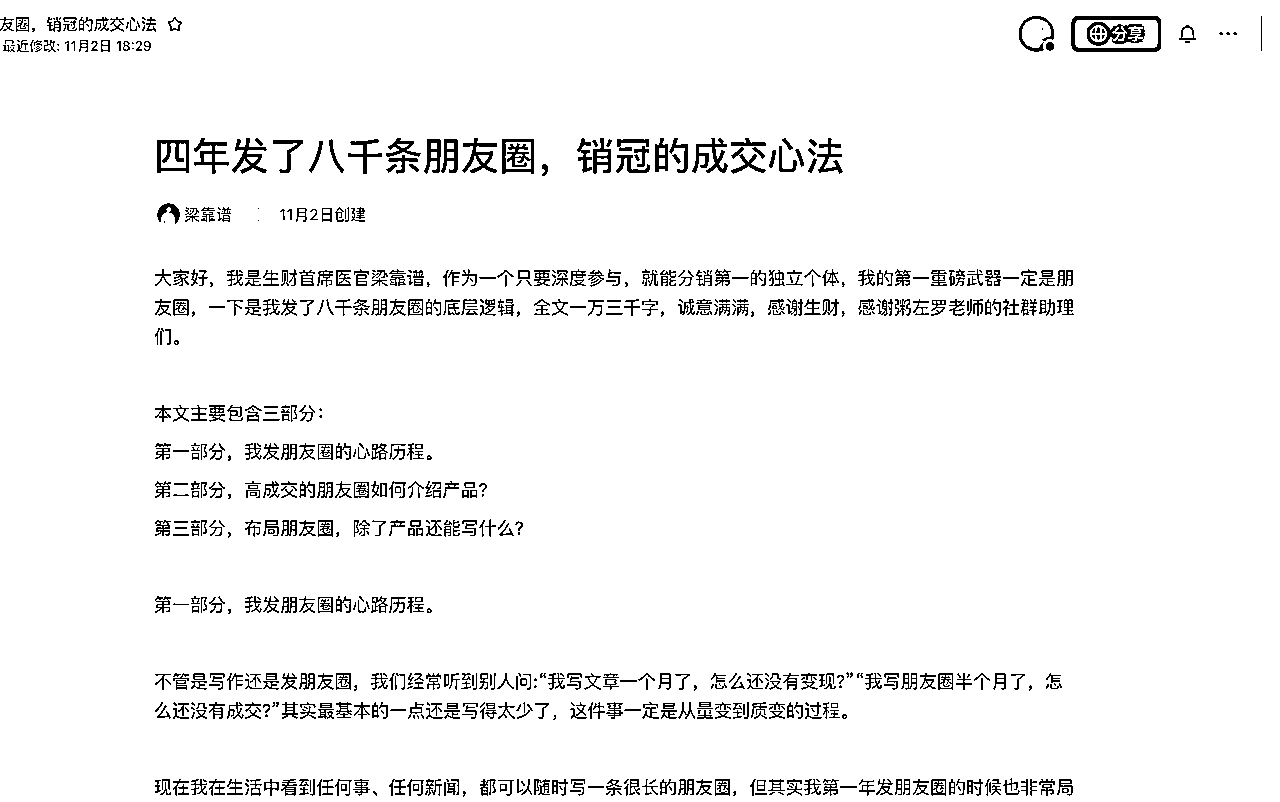 友圈，销冠的成交心法
最近修改: 11月2日 18:29
分享
四年发了八千条朋友圈，销冠的成交心法
梁靠谱
11月2日创建
大家好，我是生财首席医官梁靠谱，作为一个只要深度参与，就能分销第一的独立个体，我的第一重磅武器一定是朋
友圈，一下是我发了八千条朋友圈的底层逻辑，全文一万三千字，诚意满满，感谢生财，感谢粥左罗老师的社群助理
们。
本文主要包含三部分：
第一部分，我发朋友圈的心路历程。
第二部分，高成交的朋友圈如何介绍产品？
第三部分，布局朋友圈，除了产品还能写什么？
第一部分，我发朋友圈的心路历程。
不管是写作还是发朋友圈，我们经常听到别人问:“我写文章一个月了，怎么还没有变现?”“我写朋友圈半个月了，怎
么还没有成交?”其实最基本的一点还是写得太少了，这件事一定是从量变到质变的过程。
现在我在生活中看到任何事、任何新闻，都可以随时写一条很长的朋友圈，但其实我第一年发朋友圈的时候也非常局